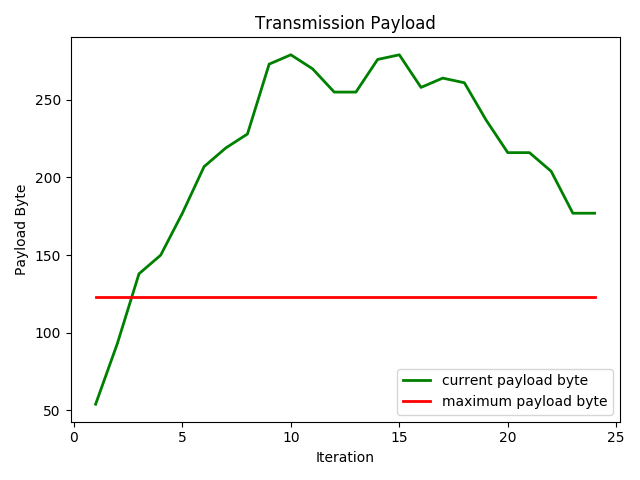 Transmission Payload
Payload Byte
250
200
150
100
50
0
5
10
15
20
25
Iteration
current payload byte
maximum payload byte